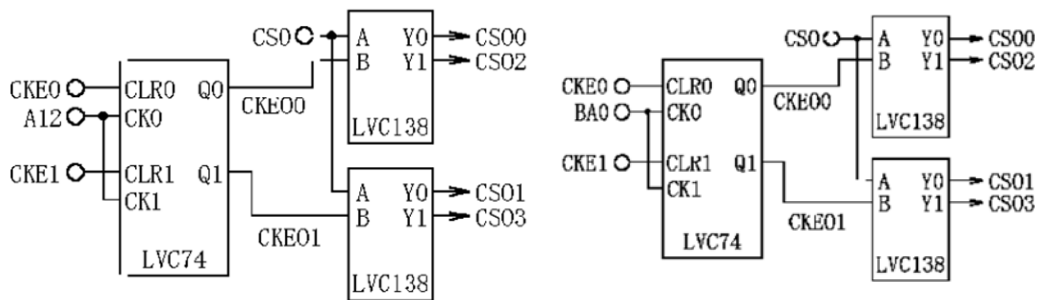 CS0 A Y0 CS00
B Y1 CS02
CKE0 CLR0 Q0
A12 CK0 CKE00
LVC138
CKE1 CLR1 Q1
CK1
A Y0 CS01
B Y1 CS03
CKE01
LVC74
LVC138
CS0 A Y0 CS00
B Y1 CS02
CKE0 CLR0 Q0
BA0 CK0 CKE00
LVC138
CKE1 CLR1 Q1
CK1
A Y0 CS01
B Y1 CS03
CKE01
LVC74
LVC138